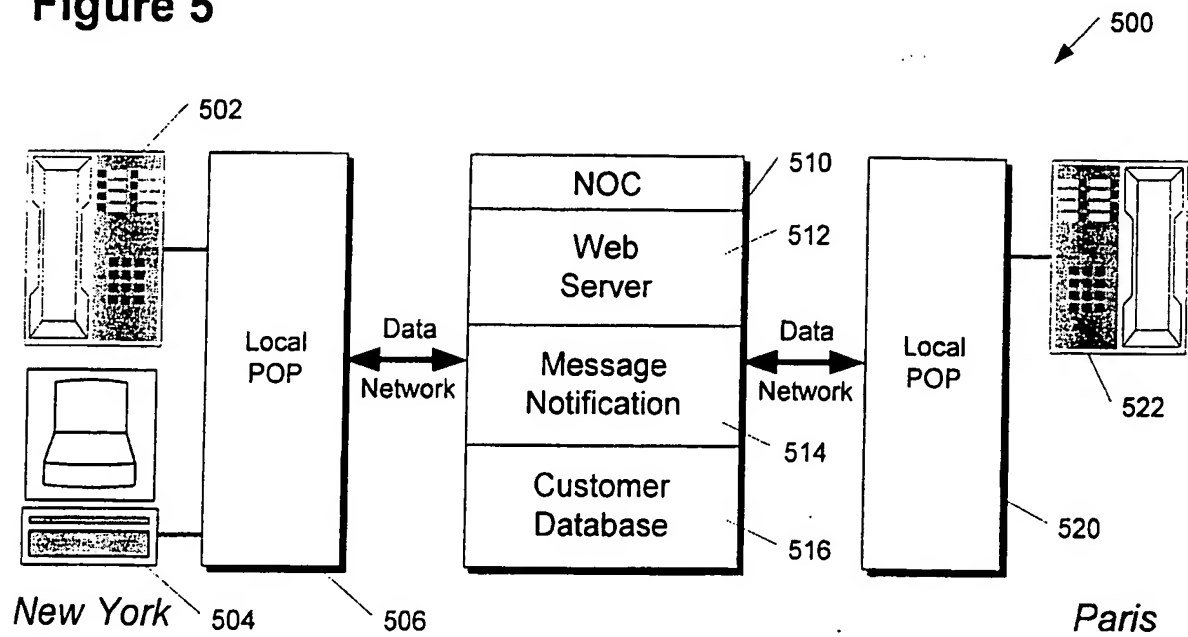 Figure 5
500
502
510
NOC
512
Web
Server
Local
POP
Data
Network
Message
Notification
Data
Network
Local
POP
522
514
Customer
Database
516
520
New York
504
506
Paris